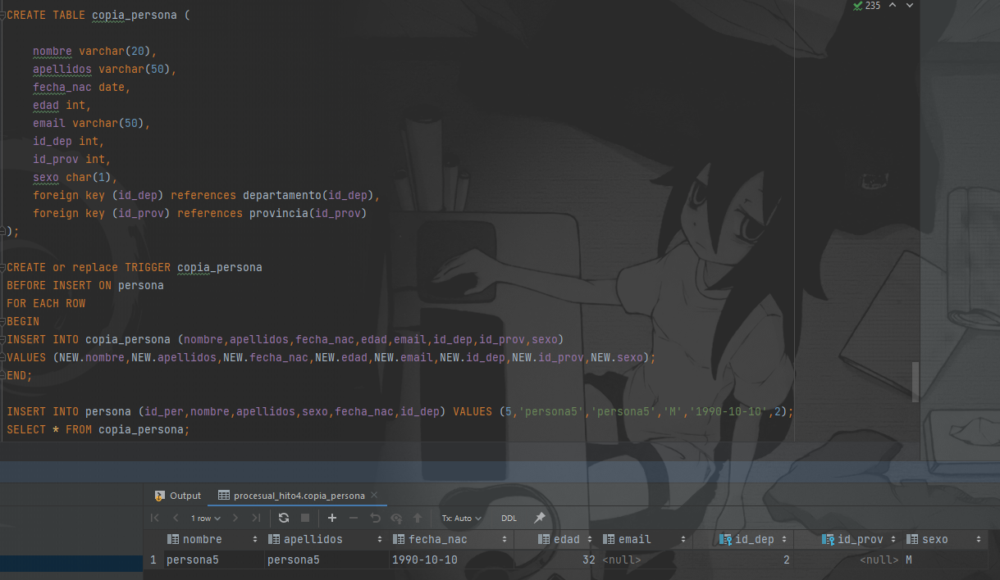 CREATE TABLE copia_persona (
235
nombre varchar(20),
apellidos varchar(50),
fecha_nac date,
edad int,
email varchar(50),
id_dep int,
id_prov int,
sexo char(1),
foreign key (id_dep) references departamento(id_dep),
foreign key (id_prov) references provincia(id_prov)
);
CREATE or replace TRIGGER copia_persona
BEFORE INSERT ON persona
FOR EACH ROW
BEGIN
INSERT INTO copia_persona (nombre,apellidos,fecha_nac,edad,email,id_dep,id_prov,sexo)
VALUES (NEW.nombre,NEW.apellidos,NEW.fecha_nac,NEW.edad,NEW.email,NEW.id_dep,NEW.id_prov,NEW.sexo);
END;
INSERT INTO persona (id_per,nombre,apellidos,sexo,fecha_nac,id_dep) VALUES (5,'persona5','persona5','M','1990-10-10',2);
SELECT * FROM copia_persona;
Output procesual_hito4.copia_persona
1 row Tx: Auto DDL
nombre apellidos fecha_nac edad email id_dep id_prov sexo
1 persona5 persona5 1990-10-10 32 <null> 2 <null> M